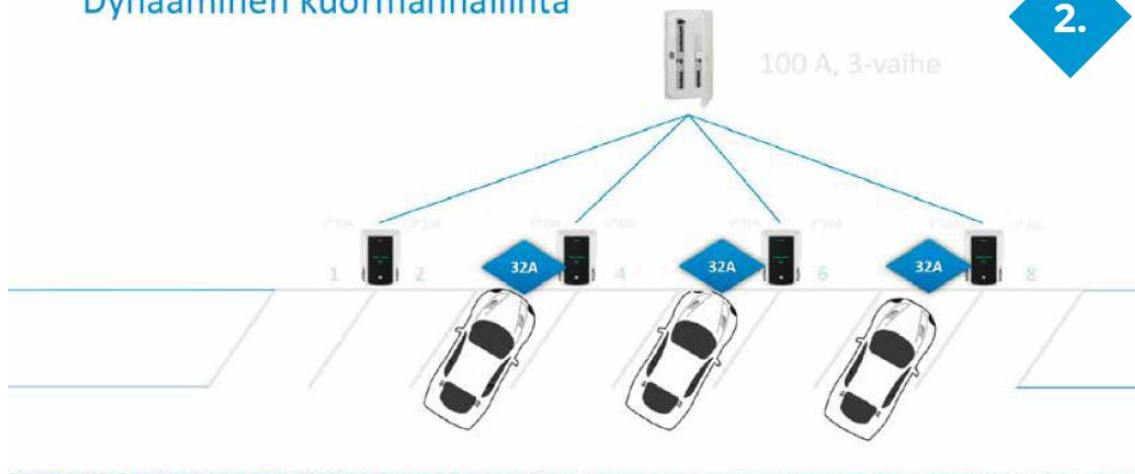 Dynaaminen kuormanhallinta
2.
100 A, 3-vaihe
32A
32A
32A
1
2
4
6
8